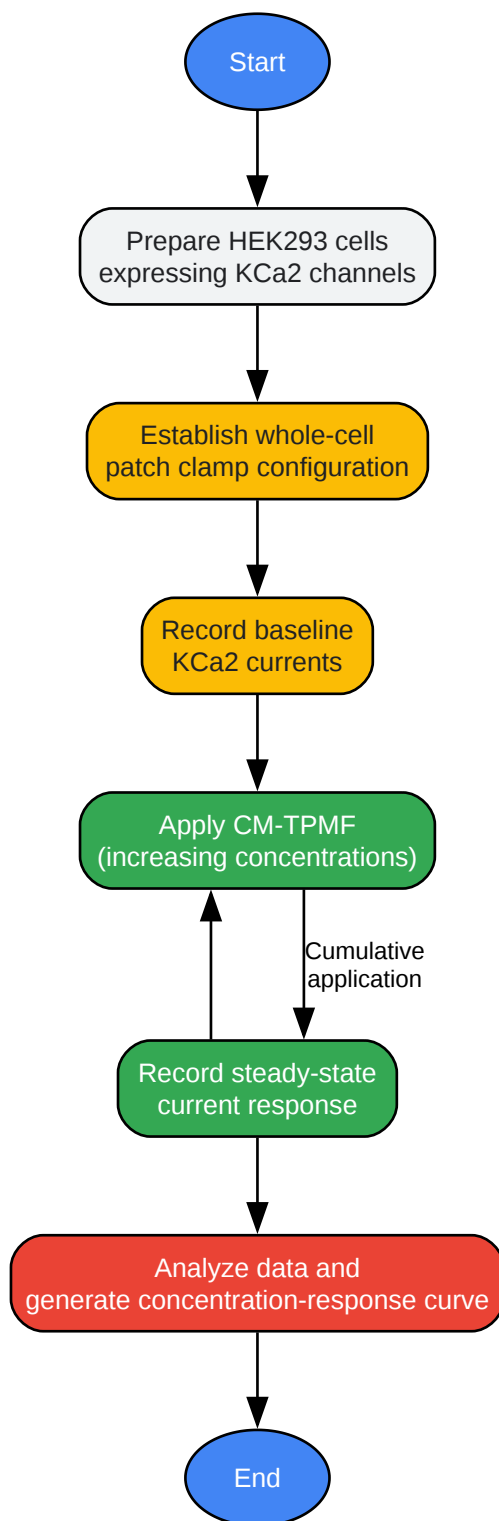 Start
Prepare HEK293 cells
expressing KCa2 channels
Establish whole-cell
patch clamp configuration
Record baseline
KCa2 currents
Apply CM-TPMF
(increasing concentrations)
Cumulative
application
Record steady-state
current response
Analyze data and
generate concentration-response curve
End